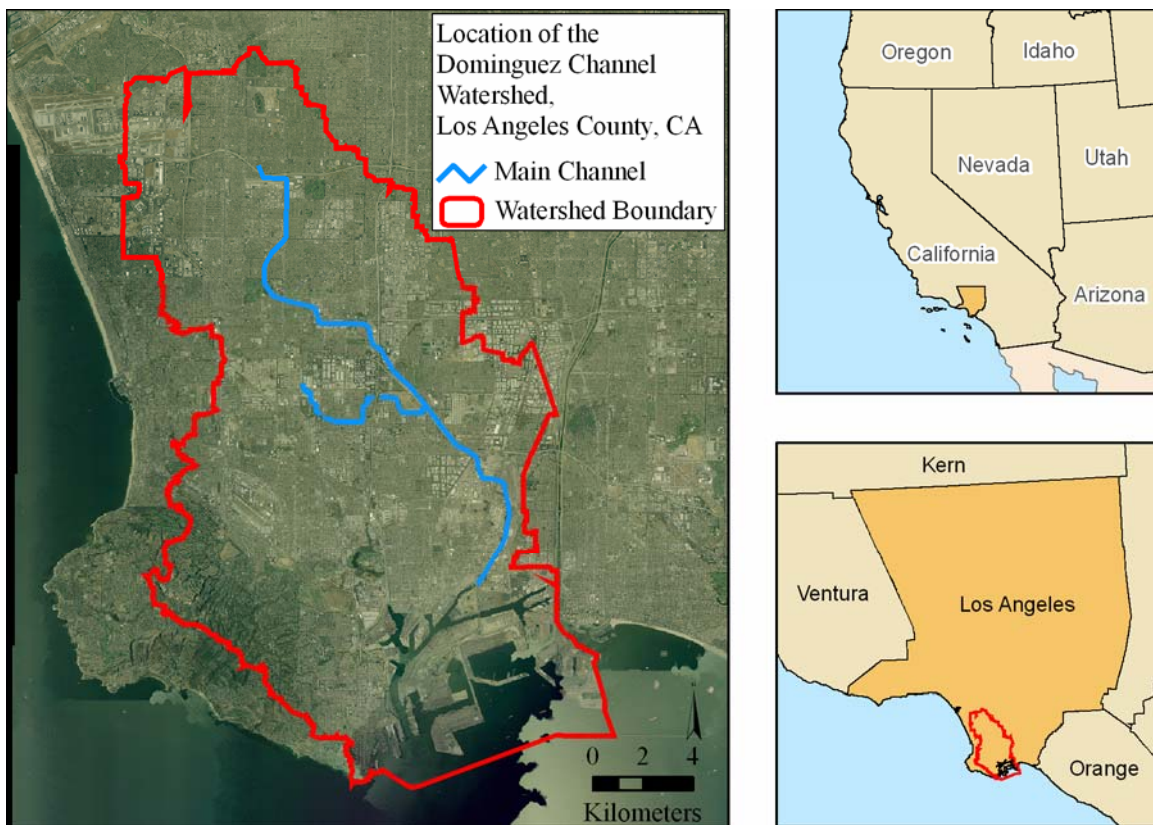 Location of the
Dominguez Channel
Watershed,
Los Angeles County, CA
Main Channel
Watershed Boundary
0 2 4
Kilometers
Oregon
Idaho
Nevada
Utah
California
Arizona
Kern
Ventura
Los Angeles
Orange